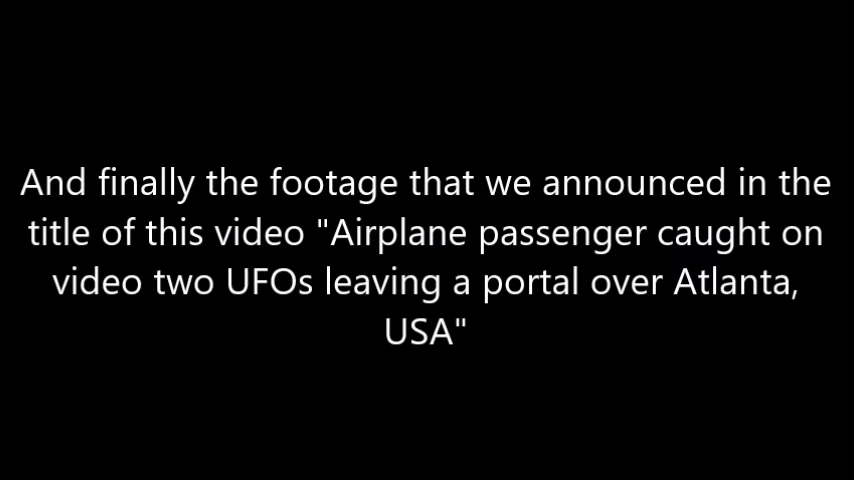 And finally the footage that we announced in the
title of this video "Airplane passenger caught on
video two UFOs leaving a portal over Atlanta,
USA"